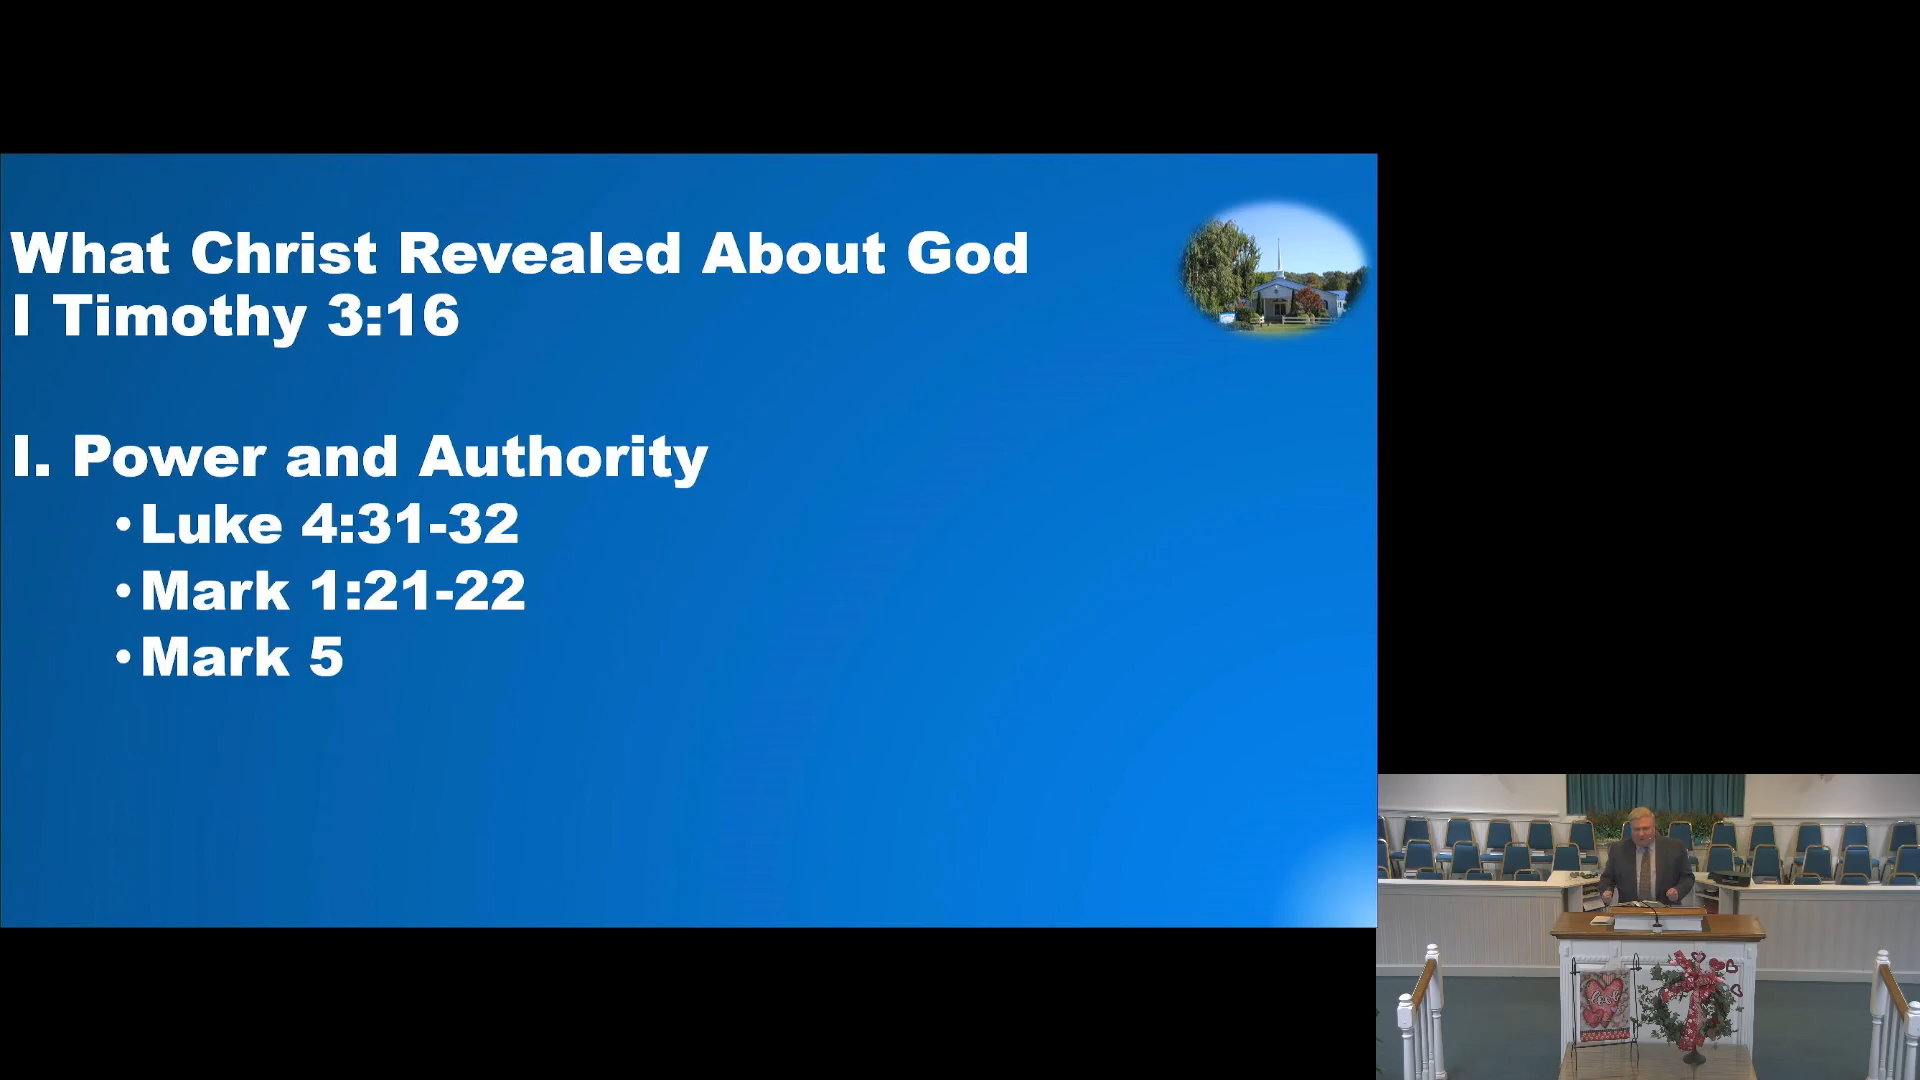 What Christ Revealed About God
I Timothy 3:16
I. Power and Authority
•Luke 4:31-32
•Mark 1:21-22
•Mark 5
love